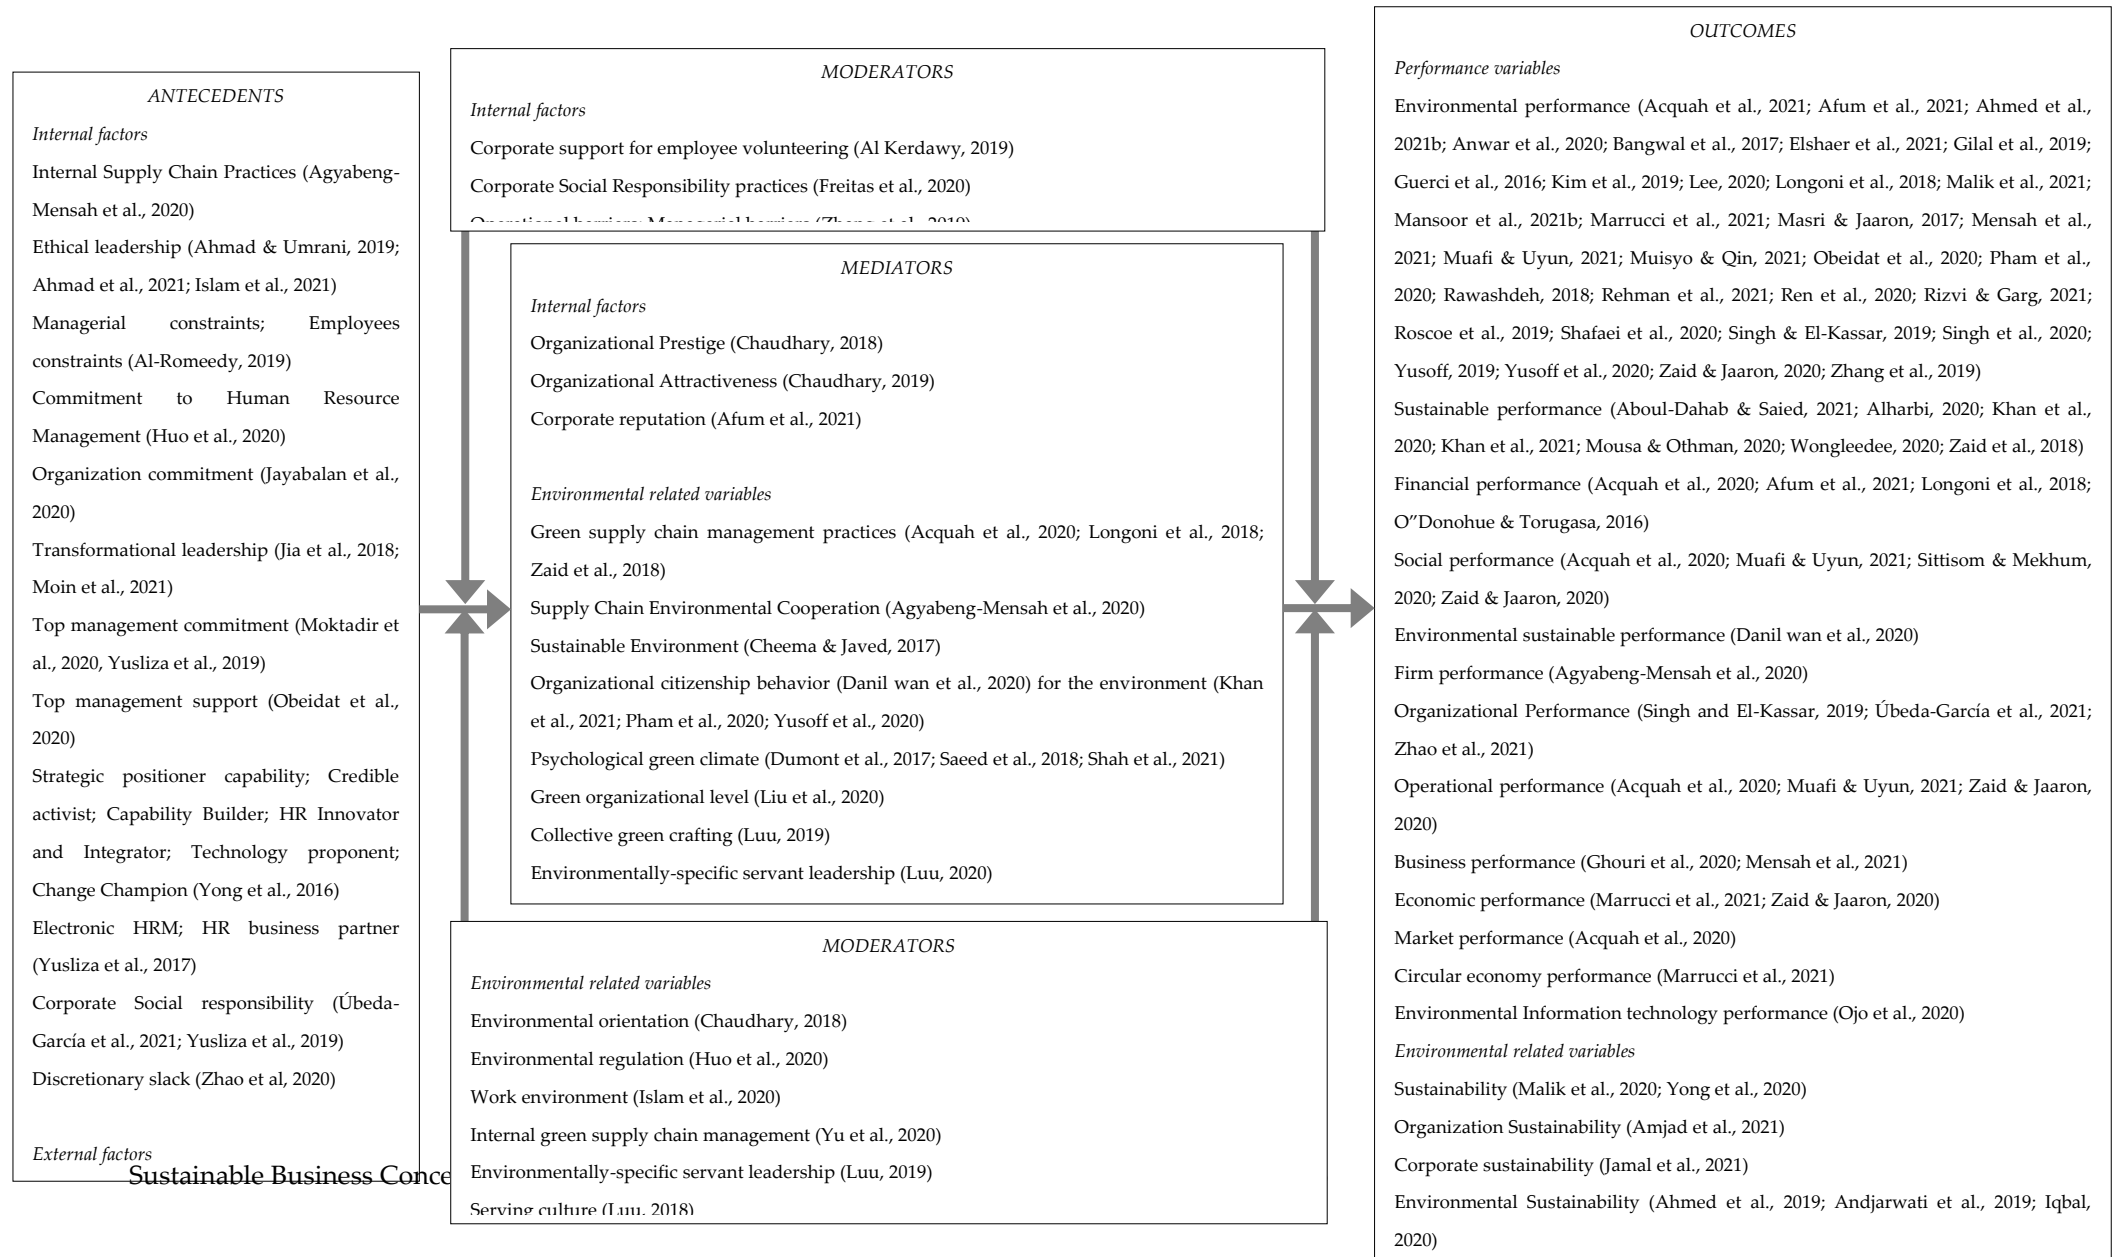 ANTECEDENTS
Internal factors
Internal Supply Chain Practices (Agyabeng-
Mensah et al., 2020)
Ethical leadership (Ahmad & Umrani, 2019;
Ahmad et al., 2021; Islam et al., 2021)
Managerial constraints; Employees
constraints (Al-Romeedy, 2019)
Commitment to Human Resource
Management (Huo et al., 2020)
Organization commitment (Jayabalan et al.,
2020)
Transformational leadership (Jia et al., 2018;
Moin et al., 2021)
Top management commitment (Moktadir et
al., 2020, Yusliza et al., 2019)
Top management support (Obeidat et al.,
2020)
Strategic positioner capability; Credible
activist; Capability Builder; HR Innovator
and Integrator; Technology proponent;
Change Champion (Yong et al., 2016)
Electronic HRM; HR business partner
(Yusliza et al., 2017)
Corporate Social responsibility (Úbeda-
García et al., 2021; Yusliza et al., 2019)
Discretionary slack (Zhao et al, 2020)
External factors
Sustainable Business Conce
MODERATORS
Internal factors
Corporate support for employee volunteering (Al Kerdawy, 2019)
Corporate Social Responsibility practices (Freitas et al., 2020)
Operational barriers; Managerial barriers (Zhang et al., 2019)
MEDIATORS
Internal factors
Organizational Prestige (Chaudhary, 2018)
Organizational Attractiveness (Chaudhary, 2019)
Corporate reputation (Afum et al., 2021)
Environmental related variables
Green supply chain management practices (Acquah et al., 2020; Longoni et al., 2018;
Zaid et al., 2018)
Supply Chain Environmental Cooperation (Agyabeng-Mensah et al., 2020)
Sustainable Environment (Cheema & Javed, 2017)
Organizational citizenship behavior (Danil wan et al., 2020) for the environment (Khan
et al., 2021; Pham et al., 2020; Yusoff et al., 2020)
Psychological green climate (Dumont et al., 2017; Saeed et al., 2018; Shah et al., 2021)
Green organizational level (Liu et al., 2020)
Collective green crafting (Luu, 2019)
Environmentally-specific servant leadership (Luu, 2020)
MODERATORS
Environmental related variables
Environmental orientation (Chaudhary, 2018)
Environmental regulation (Huo et al., 2020)
Work environment (Islam et al., 2020)
Internal green supply chain management (Yu et al., 2020)
Environmentally-specific servant leadership (Luu, 2019)
Serving culture (Luu, 2018)
OUTCOMES
Performance variables
Environmental performance (Acquah et al., 2021; Afum et al., 2021; Ahmed et al.,
2021b; Anwar et al., 2020; Bangwal et al., 2017; Elshaer et al., 2021; Gilal et al., 2019;
Guerci et al., 2016; Kim et al., 2019; Lee, 2020; Longoni et al., 2018; Malik et al., 2021;
Mansoor et al., 2021b; Marrucci et al., 2021; Masri & Jaaron, 2017; Mensah et al.,
2021; Muafi & Uyun, 2021; Muisyo & Qin, 2021; Obeidat et al., 2020; Pham et al.,
2020; Rawashdeh, 2018; Rehman et al., 2021; Ren et al., 2020; Rizvi & Garg, 2021;
Roscoe et al., 2019; Shafaei et al., 2020; Singh & El-Kassar, 2019; Singh et al., 2020;
Yusoff, 2019; Yusoff et al., 2020; Zaid & Jaaron, 2020; Zhang et al., 2019)
Sustainable performance (Aboul-Dahab & Saied, 2021; Alharbi, 2020; Khan et al.,
2020; Khan et al., 2021; Mousa & Othman, 2020; Wongleedee, 2020; Zaid et al., 2018)
Financial performance (Acquah et al., 2020; Afum et al., 2021; Longoni et al., 2018;
O”Donohue & Torugasa, 2016)
Social performance (Acquah et al., 2020; Muafi & Uyun, 2021; Sittisom & Mekhum,
2020; Zaid & Jaaron, 2020)
Environmental sustainable performance (Danil wan et al., 2020)
Firm performance (Agyabeng-Mensah et al., 2020)
Organizational Performance (Singh and El-Kassar, 2019; Úbeda-García et al., 2021;
Zhao et al., 2021)
Operational performance (Acquah et al., 2020; Muafi & Uyun, 2021; Zaid & Jaaron,
2020)
Business performance (Ghouri et al., 2020; Mensah et al., 2021)
Economic performance (Marrucci et al., 2021; Zaid & Jaaron, 2020)
Market performance (Acquah et al., 2020)
Circular economy performance (Marrucci et al., 2021)
Environmental Information technology performance (Ojo et al., 2020)
Environmental related variables
Sustainability (Malik et al., 2020; Yong et al., 2020)
Organization Sustainability (Amjad et al., 2021)
Corporate sustainability (Jamal et al., 2021)
Environmental Sustainability (Ahmed et al., 2019; Andjarwati et al., 2019; Iqbal,
2020)